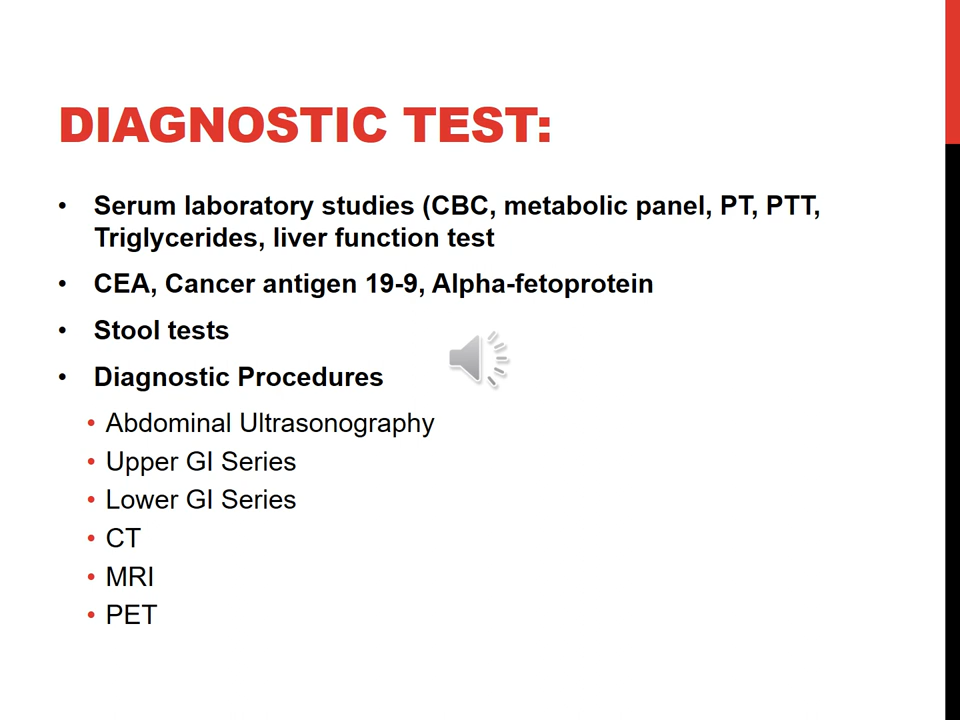 DIAGNOSTIC TEST:
• Serum laboratory studies (CBC, metabolic panel, PT, PTT,
Triglycerides, liver function test
• CEA, Cancer antigen 19-9, Alpha-fetoprotein
• Stool tests
• Diagnostic Procedures
• Abdominal Ultrasonography
• Upper GI Series
• Lower GI Series
• CT
• MRI
• PET